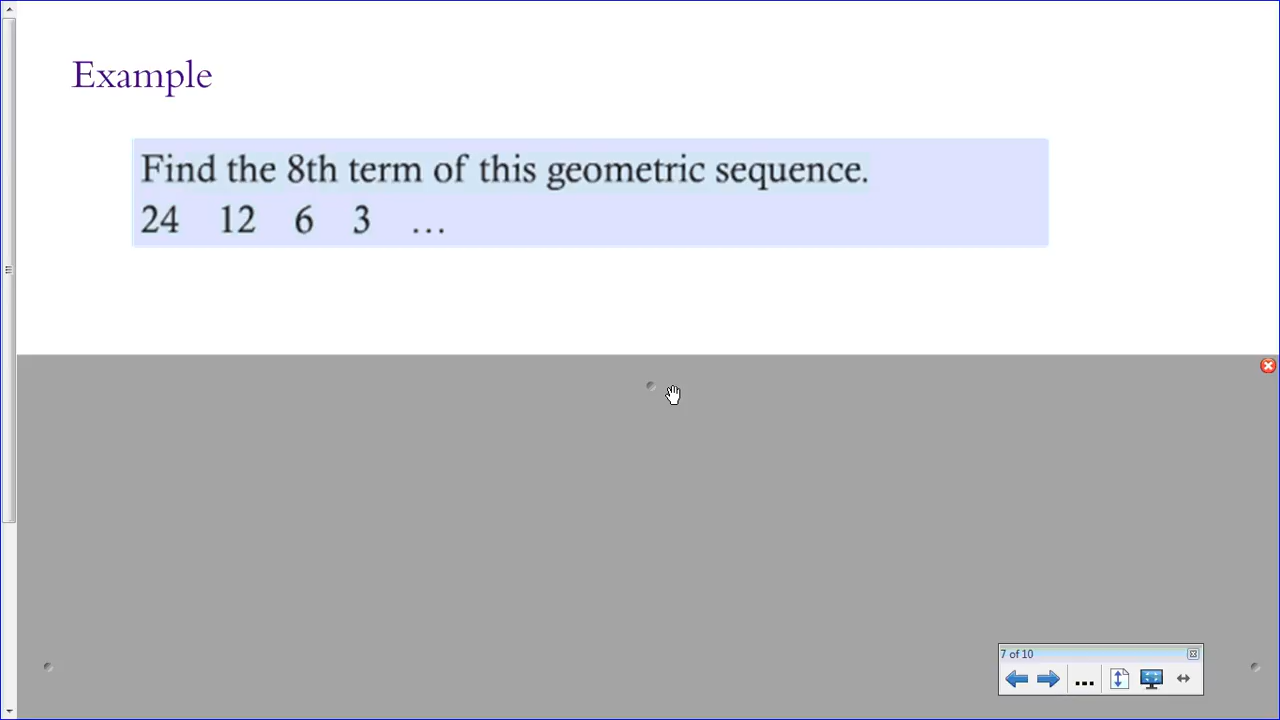 Example
Find the 8th term of this geometric sequence.
24 12 6 3 ...
7 of 10
...